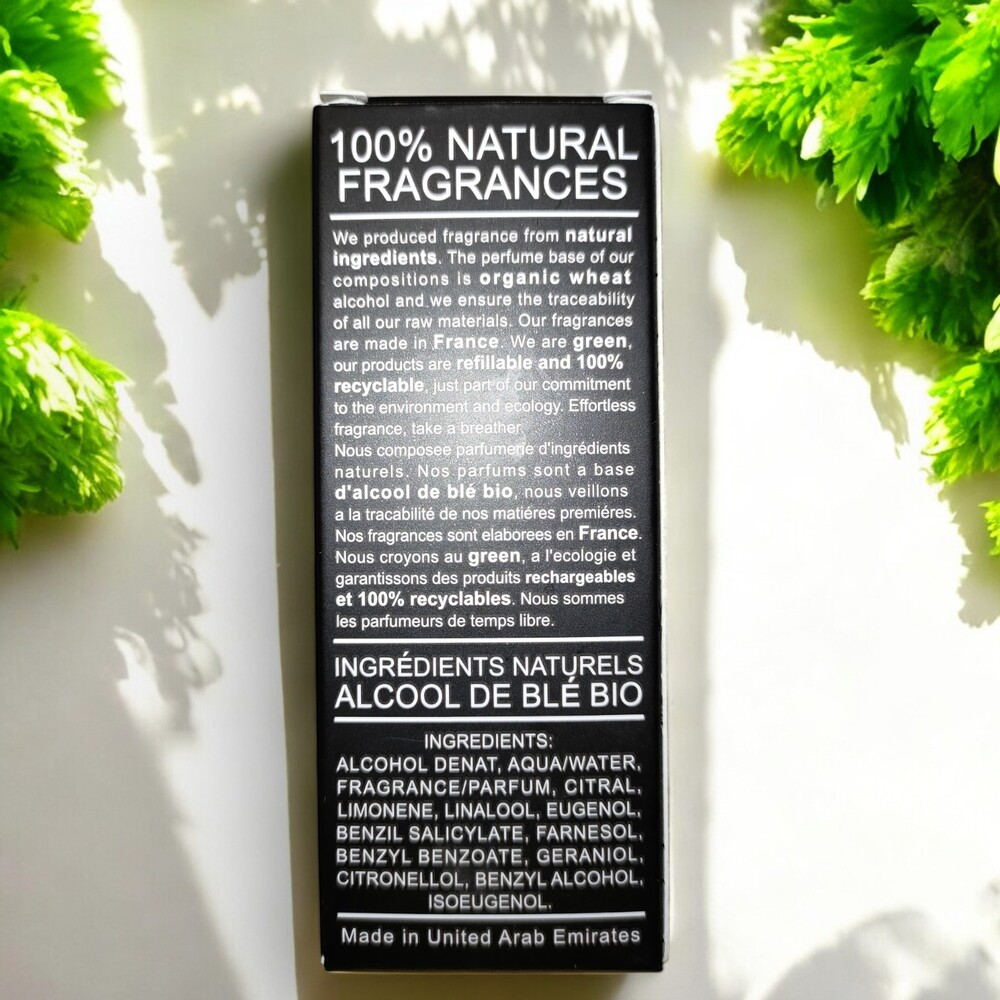 100% NATURAL
FRAGRANCES
We produced fragrance from natural
ingredients. The perfume base of our
compositions is organic wheat
alcohol and we ensure the traceability
of all our raw materials. Our fragrances
are made in France. We are green,
our products are refillable and 100%
recyclable, just part of our commitment
to the environment and ecology. Effortless
fragrance, take a breather.
Nous composee parfumerie d'ingrédients
naturels. Nos parfums sont a base
d'alcool de blé bio, nous veillons
a la tracabilité de nos matiéres premiéres.
Nos fragrances sont elaborees en France.
Nous croyons au green, a l'ecologie et
garantissons des produits rechargeables
et 100% recyclables. Nous sommes
les parfumeurs de temps libre.
INGRÉDIENTS NATURELS
ALCOOL DE BLÉ BIO
INGREDIENTS:
ALCOHOL DENAT, AQUA/WATER,
FRAGRANCE/PARFUM, CITRAL,
LIMONENE, LINALOOL, EUGENOL,
BENZIL SALICYLATE, FARNESOL,
BENZYL BENZOATE, GERANIOL,
CITRONELLOL, BENZYL ALCOHOL,
ISOEUGENOL.
Made in United Arab Emirates